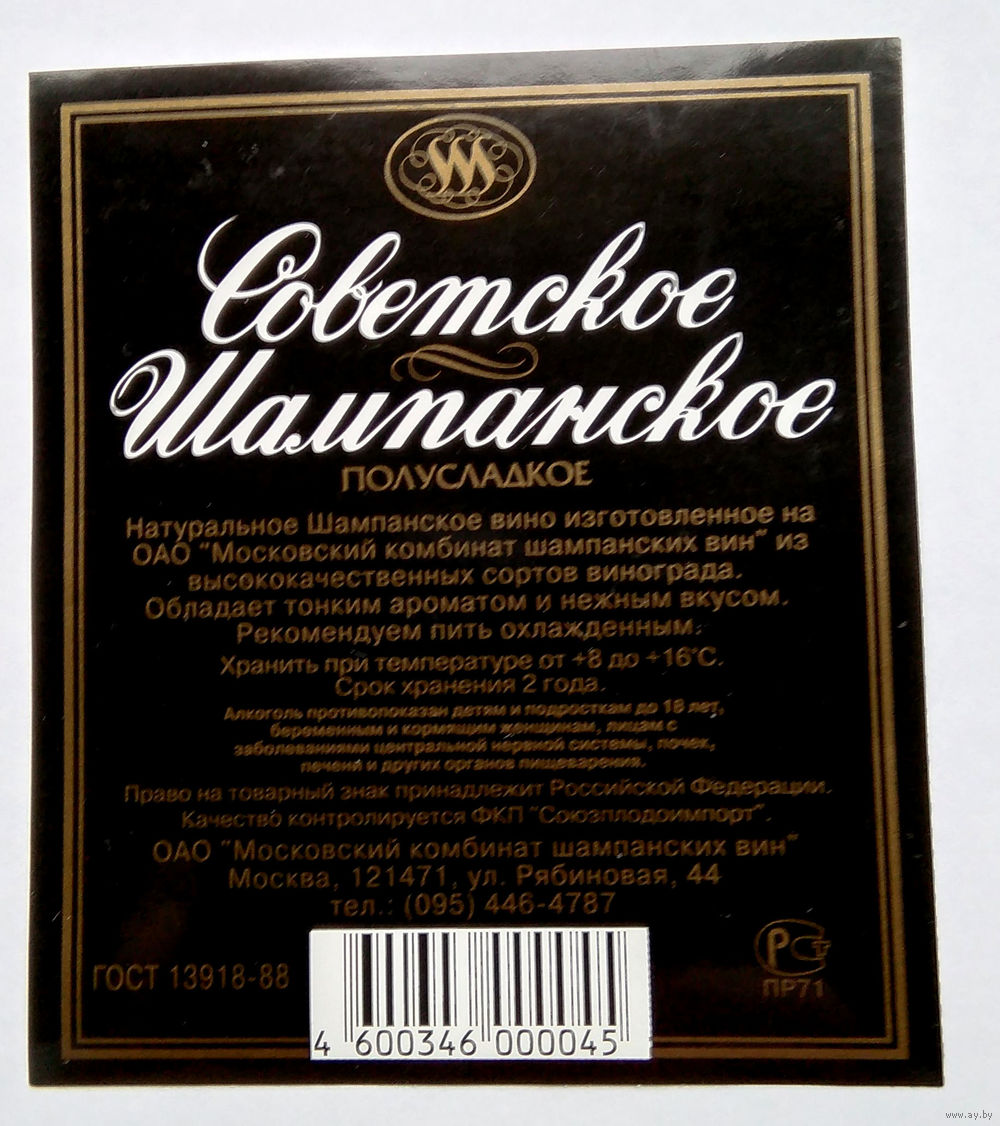 Советское
Шампанское
ПОЛУСЛАДКОЕ
Натуральное Шампанское вино изготовленное на
ОАО "Московский комбинат шампанских вин" из
высококачественных сортов винограда.
Обладает тонким ароматом и нежным вкусом.
Рекомендуем пить охлажденным.
Хранить при температуре от +8 до +16°С.
Срок хранения 2 года.
Алкоголь противопоказан детям и подросткам до 18 лет,
беременным и кормящим женщинам, лицам с
заболеваниями центральной нервной системы, почек,
печени и других органов пищеварения.
Право на товарный знак принадлежит Российской Федерации.
Качество контролируется ФКП "Союзплодоимпорт".
ОАО "Московский комбинат шампанских вин"
Москва, 121471, ул. Рябиновая, 44
тел.: (095) 446-4787
ГОСТ 13918-88
РСТ
ПР71
4 600346 000045
www.ay.by